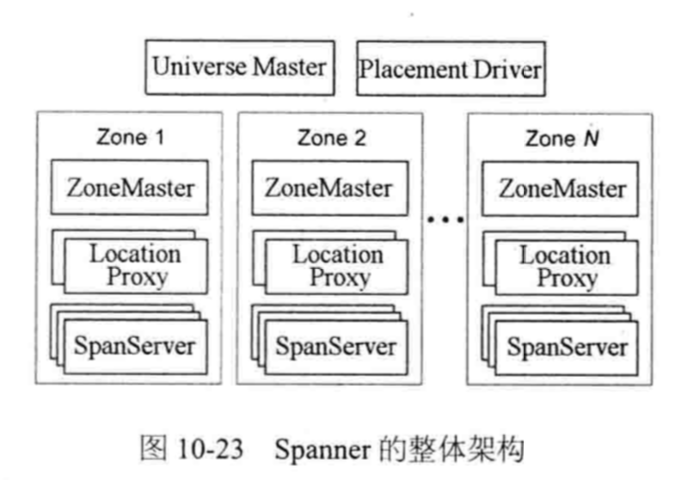 Universe Master Placement Driver
Zone 1 Zone 2 Zone N
ZoneMaster ZoneMaster ZoneMaster
...
Location Location Location
Proxy Proxy Proxy
SpanServer SpanServer SpanServer
图 10-23 Spanner 的整体架构